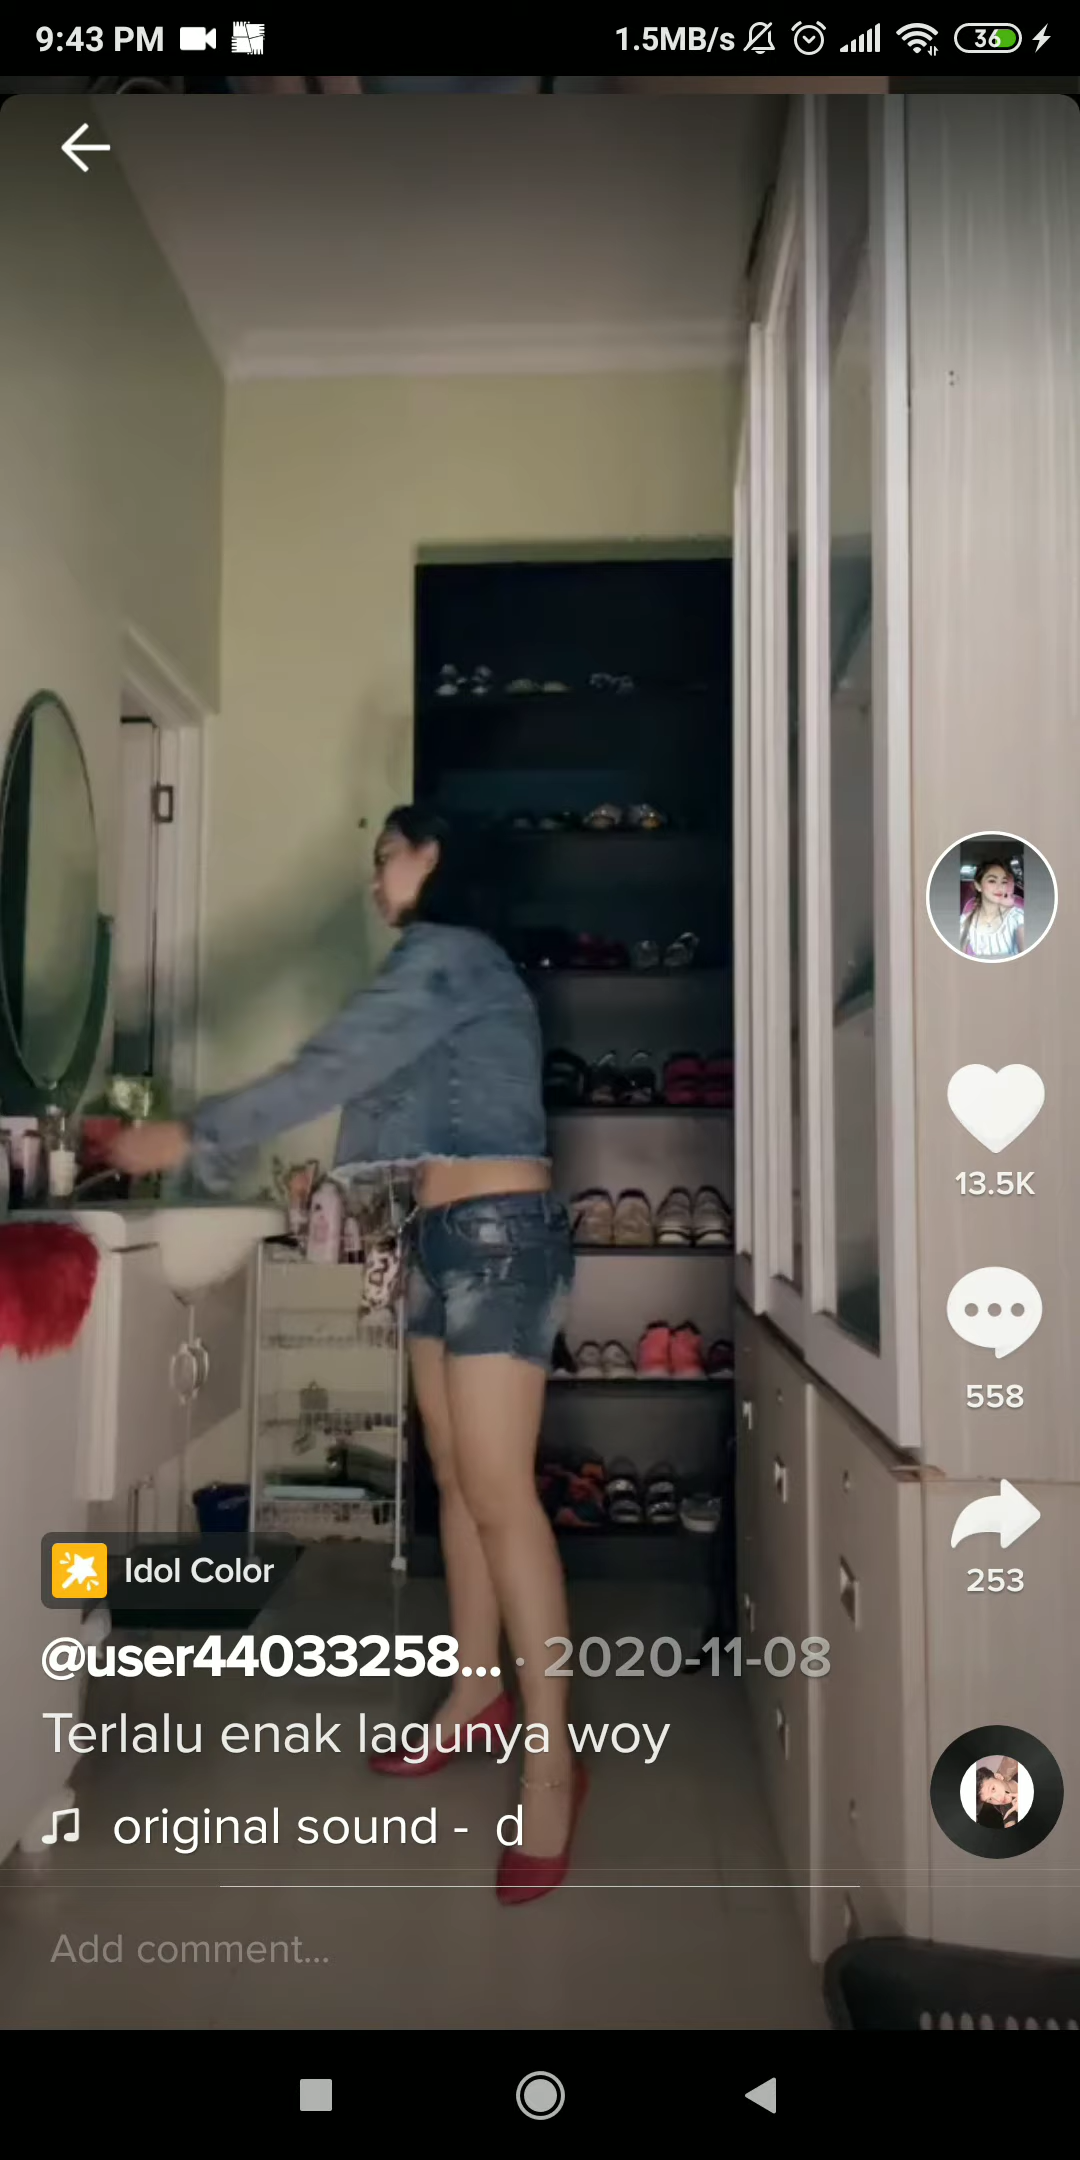 9:43 PM
1.5MB/s
36
13.5K
558
253
Idol Color
@user44033258... · 2020-11-08
Terlalu enak lagunya woy
original sound - d
Add comment...